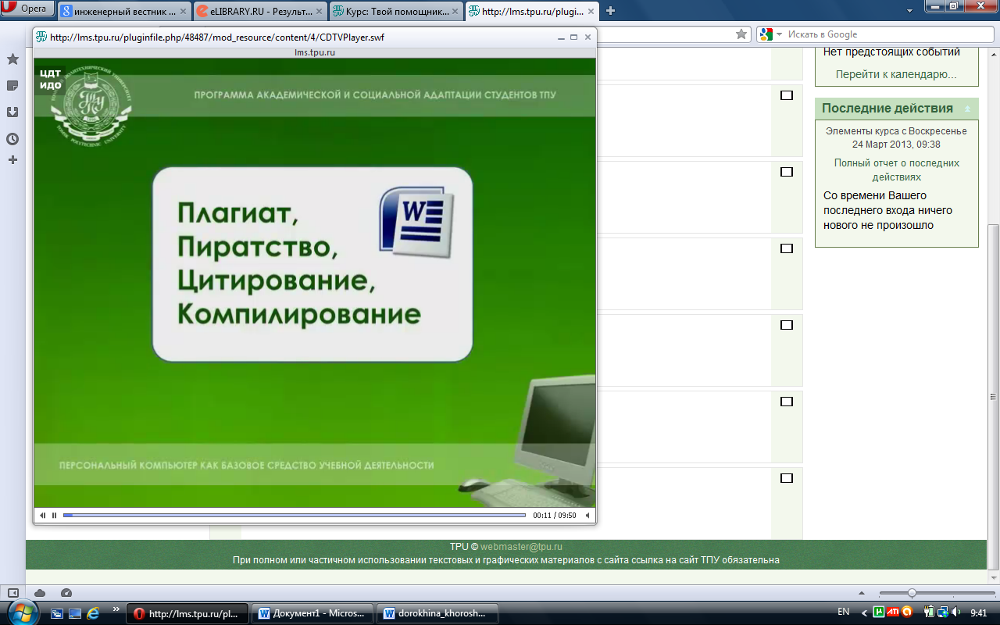 Opera
инженерный вестник ...
eLIBRARY.RU - Результ...
Курс: Твой помощник...
http://lms.tpu.ru/plugi...
Искать в Google
http://lms.tpu.ru/pluginfile.php/48487/mod_resource/content/4/CDTVPlayer.swf
lms.tpu.ru
ЦДТ
ИДО
ПРОГРАММА АКАДЕМИЧЕСКОЙ И СОЦИАЛЬНОЙ АДАПТАЦИИ СТУДЕНТОВ ТПУ
Плагиат,
Пиратство,
Цитирование,
Компилирование
W
ПЕРСОНАЛЬНЫЙ КОМПЬЮТЕР КАК БАЗОВОЕ СРЕДСТВО УЧЕБНОЙ ДЕЯТЕЛЬНОСТИ
00:11 / 09:50
Нет предстоящих событий
Перейти к календарю...
Последние действия
Элементы курса с Воскресенье
24 Март 2013, 09:38
Полный отчет о последних
действиях
Со времени Вашего
последнего входа ничего
нового не произошло
TPU © webmaster@tpu.ru
При полном или частичном использовании текстовых и графических материалов с сайта ссылка на сайт ТПУ обязательна
http://lms.tpu.ru/pl...
Документ1 - Micros...
dorokhina_khorosh...
EN
ATI
9:41